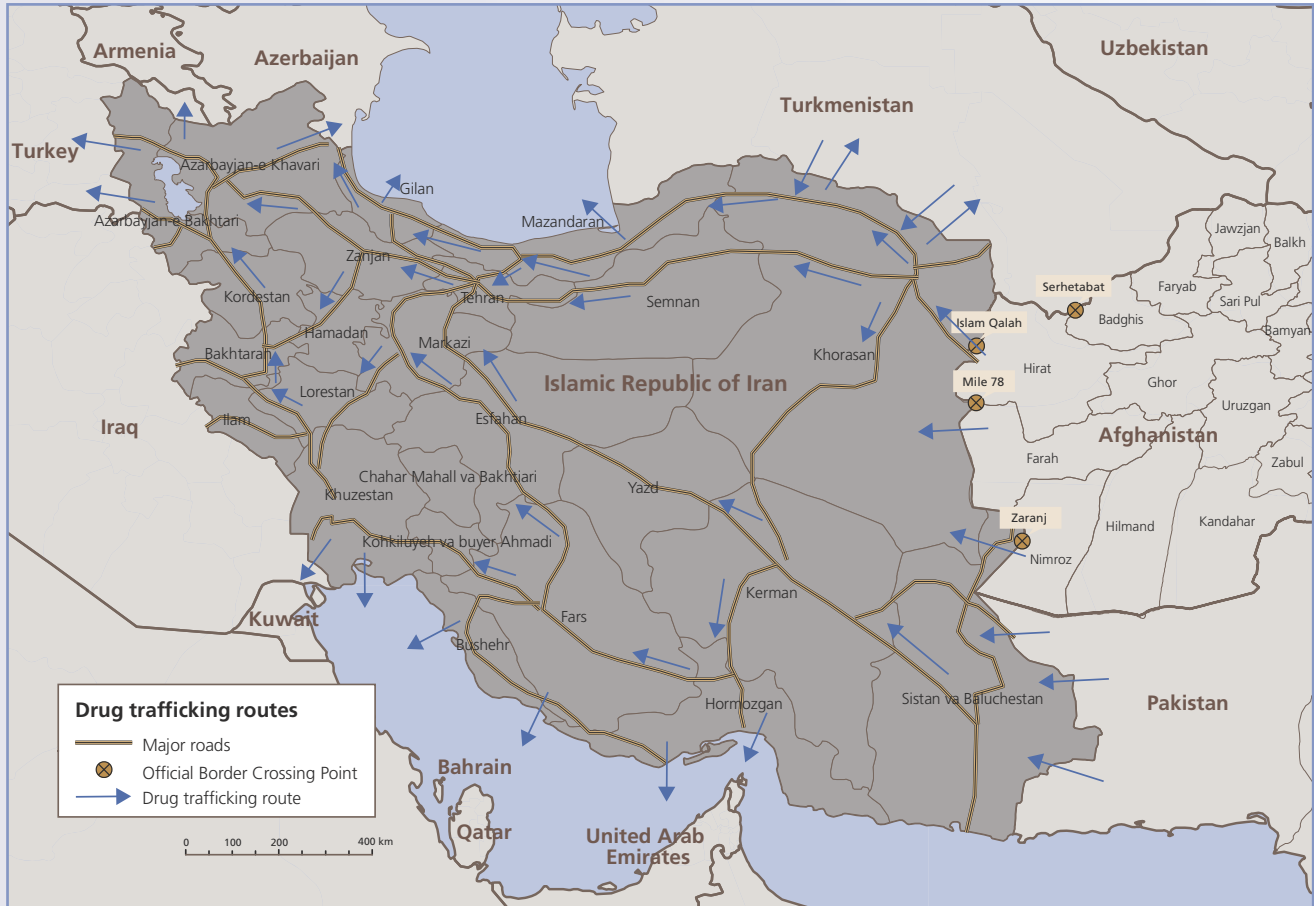 Armenia
Azerbaijan
Uzbekistan
Turkmenistan
Turkey
Azarbayjan-e Khavari
Gilan
Mazandaran
Azarbayjan-e Bakhtari
Jawzjan
Balkh
Zanjan
Serhetabat
Faryab
Sari Pul
Kordestan
Tehran
Semnan
Badghis
Islam Qalah
Bamyan
Hamadan
Markazi
Bakhtaran
Khorasan
Hirat
Lorestan
Islamic Republic of Iran
Mile 78
Ghor
Uruzgan
Iraq
Ilam
Esfahan
Afghanistan
Farah
Zabul
Chahar Mahall va Bakhtiari
Khuzestan
Yazd
Zaranj
Hilmand
Kandahar
Kohkiluyeh va buyer-Ahmadi
Nimroz
Kuwait
Fars
Kerman
Bushehr
Sistan va Baluchestan
Hormozgan
Pakistan
Drug trafficking routes
Major roads
Official Border Crossing Point
Drug trafficking route
Bahrain
Qatar
United Arab
Emirates
0 100 200 400 km